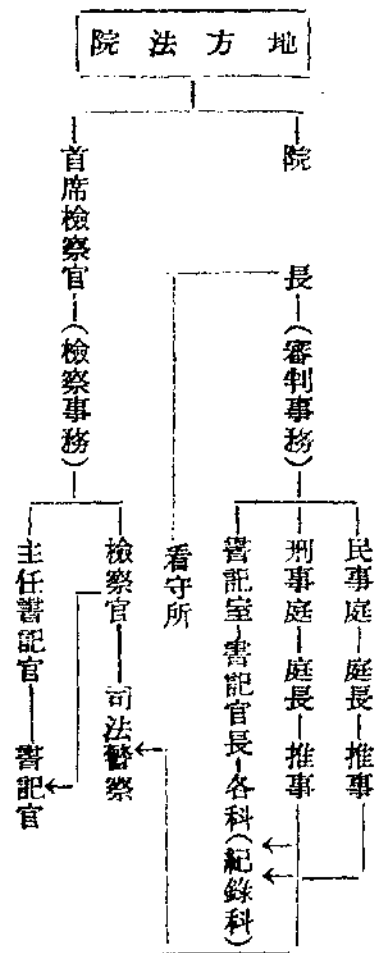 地方法院
院長(審判事務)
民事庭 庭長 推事
刑事庭 庭長 推事
書記室 書記官長 各科(紀錄科)
看守所
首席檢察官(檢察事務)
檢察官 司法警察
主任書記官 書記官